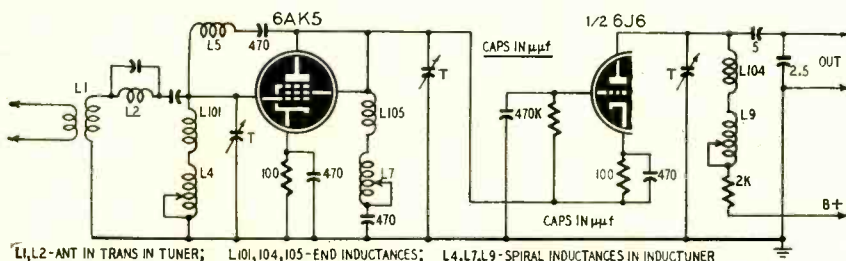 6AK5
1/2 6J6
L5
470
CAPS IN µµf
5
L1
L2
T
T
T
L104
OUT
2.5
L101
L105
470K
L9
L4
100
470
L7
470
470
100
470
2K
B+
CAPS IN µµf
L1,L2-ANT IN TRANS IN TUNER; L101,104,105-END INDUCTANCES; L4,L7,L9-SPIRAL INDUCTANCES IN INDUCTUNER